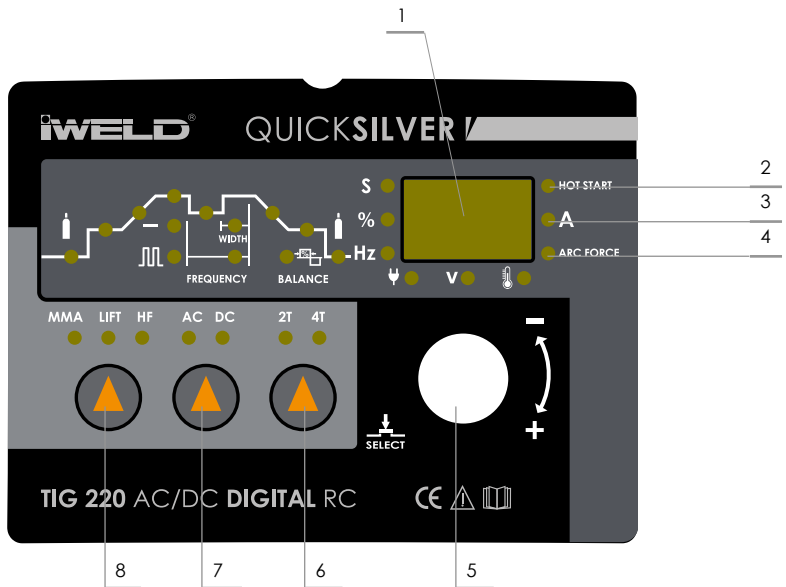 1
iWELD®
QUICKSILVER
S
HOT START
2
%
A
3
Hz
ARC FORCE
4
WIDTH
FREQUENCY
BALANCE
%
V
MMA LIFT HF
AC DC
2T 4T
−
+
SELECT
TIG 220 AC/DC DIGITAL RC
CE
8
7
6
5